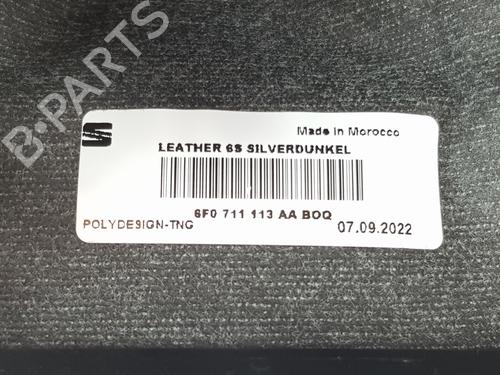 B-PARTS
Made in Morocco
LEATHER 6S SILVERDUNKEL
6F0 711 113 AA BOQ
POLYDESIGN-TNG
07.09.2022